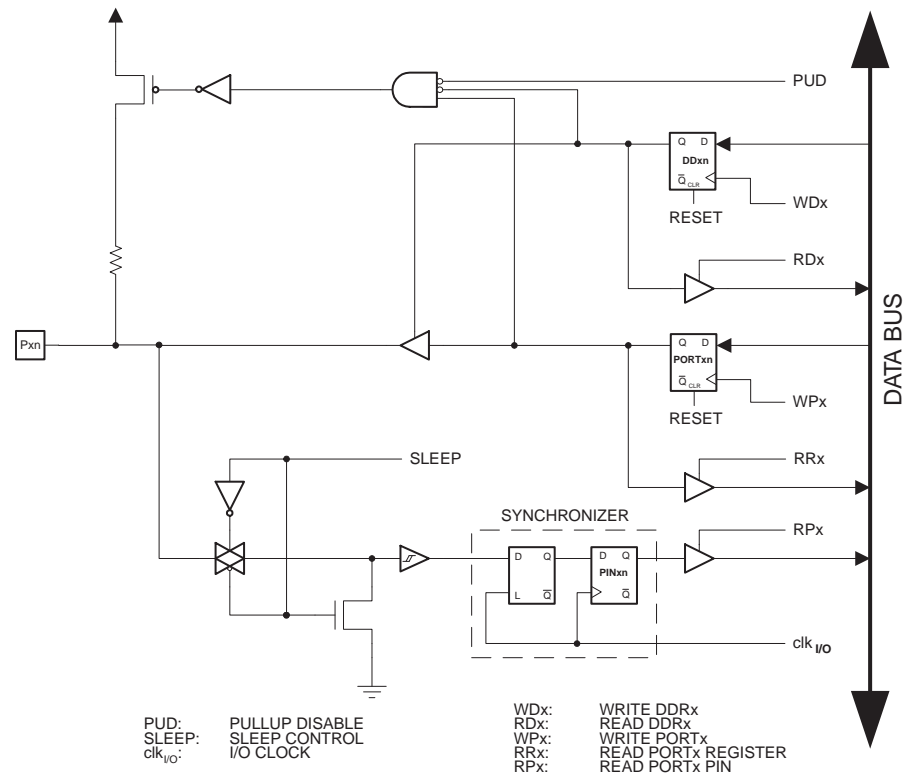 PUD
Q D
DDxn
Q CLR
WDx
RESET
RDx
Pxn
Q D
PORTxn
Q CLR
WPx
RESET
DATA BUS
SLEEP
RRx
SYNCHRONIZER
RPx
D Q
L Q
D Q
PINxn
Q
clk I/O
PUD: PULLUP DISABLE
SLEEP: SLEEP CONTROL
clk I/O: I/O CLOCK
WDx: WRITE DDRx
RDx: READ DDRx
WPx: WRITE PORTx
RRx: READ PORTx REGISTER
RPx: READ PORTx PIN